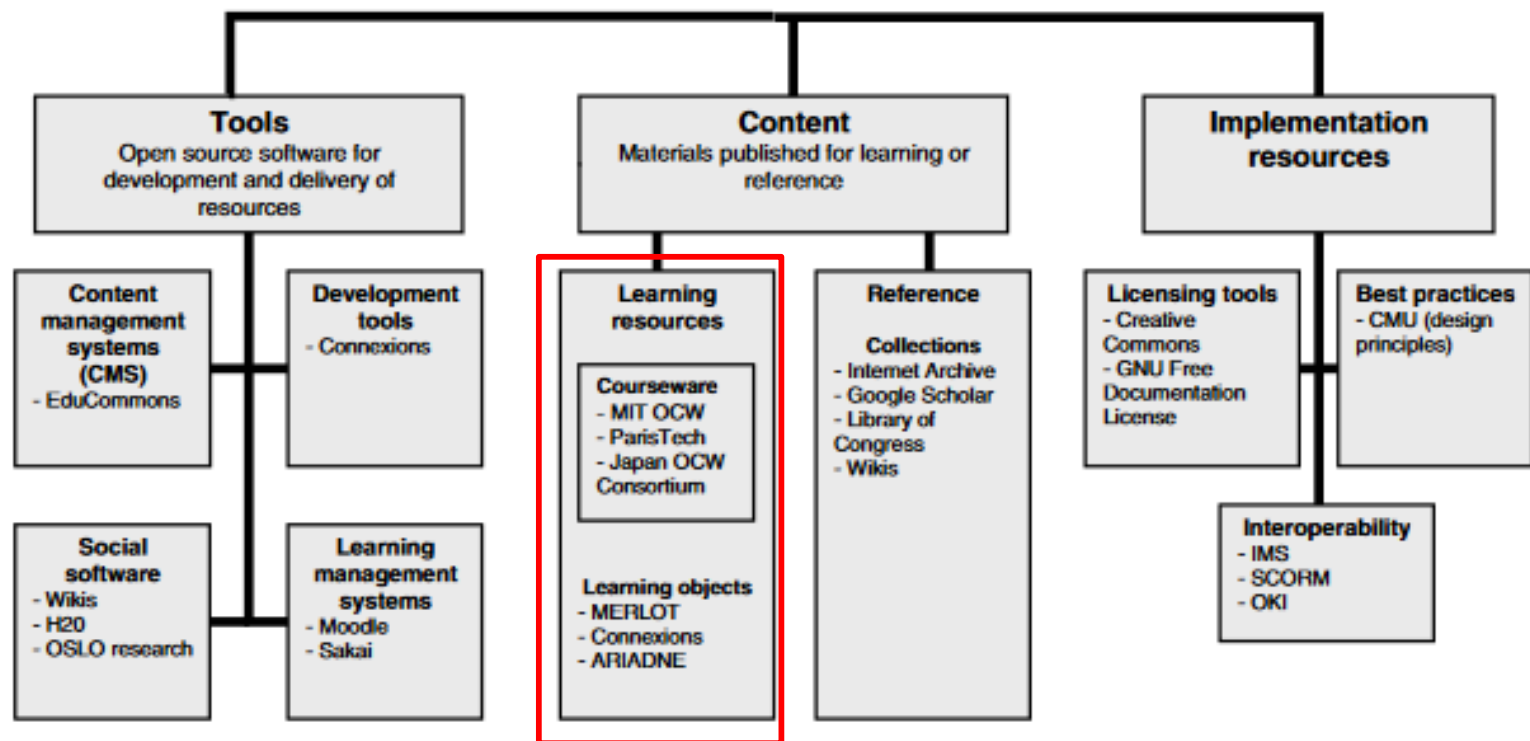 Tools
Open source software for
development and delivery of
resources
Content
Materials published for learning or
reference
Implementation
resources
Content
management
systems
(CMS)
- EduCommons
Development
tools
- Connexions
Social
software
- Wikis
- H20
- OSLO research
Learning
management
systems
- Moodle
- Sakai
Learning
resources
Courseware
- MIT OCW
- ParisTech
- Japan OCW
Consortium
Learning objects
- MERLOT
- Connexions
- ARIADNE
Reference
Collections
- Internet Archive
- Google Scholar
- Library of
Congress
- Wikis
Licensing tools
- Creative
Commons
- GNU Free
Documentation
License
Best practices
- CMU (design
principles)
Interoperability
- IMS
- SCORM
- OKI